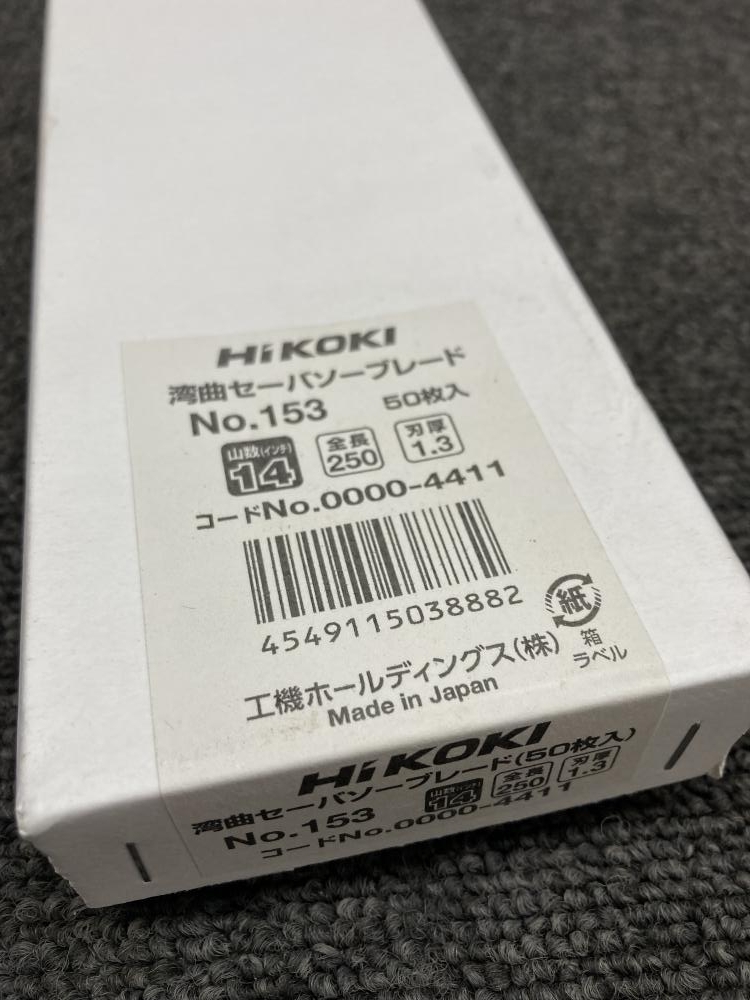 HiKOKI
湾曲セーバソーブレード
No.153 50枚入
山数(インチ) 14 全長 250 刃厚 1.3
コードNo.0000-4411
4549115038882
紙
箱
ラベル
工機ホールディングス(株)
Made in Japan
HiKOKI
湾曲セーバソーブレード(50枚入)
No.153 山数(インチ) 14 全長 250 刃厚 1.3
コードNo.0000-4411